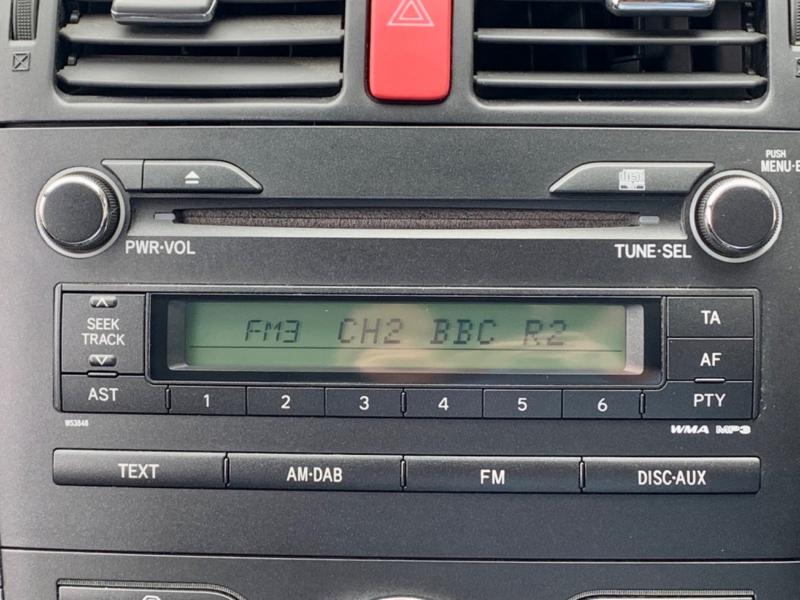 PUSH
MENU·
PWR·VOL
TUNE·SEL
SEEK
TRACK
FM3 CH2 BBC R2
TA
AF
AST
1 2 3 4 5 6
PTY
W53848
WMA MP3
TEXT
AM·DAB
FM
DISC·AUX